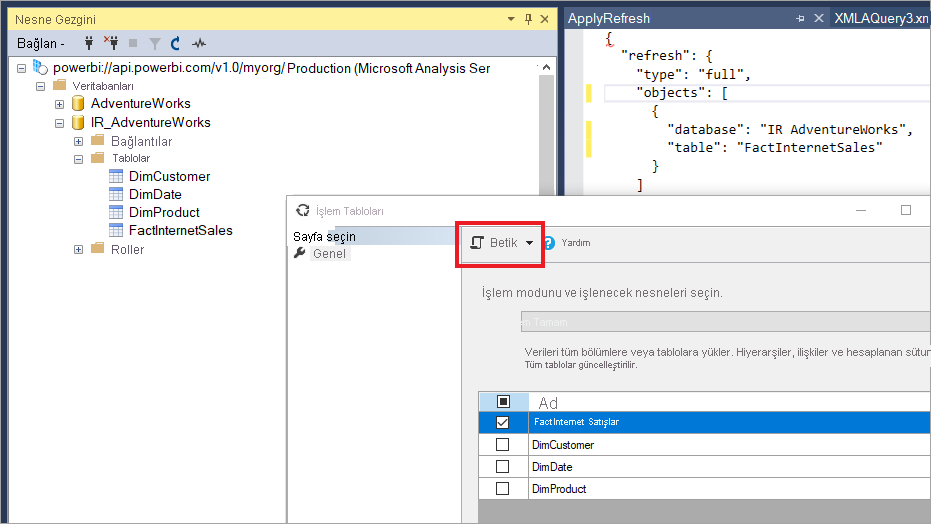 Nesne Gezgini
Bağlan -
powerbi://api.powerbi.com/v1.0/myorg/ Production (Microsoft Analysis Ser
Veritabanları
AdventureWorks
IR_AdventureWorks
Bağlantılar
Tablolar
DimCustomer
DimDate
DimProduct
FactInternetSales
Roller
ApplyRefresh
XMLAQuery3.xm
{
"refresh": {
"type": "full",
"objects": [
{
"database": "IR AdventureWorks",
"table": "FactInternetSales"
}
]
İşlem Tabloları
Sayfa seçin
Genel
Betik
? Yardım
İşlem modunu ve işlenecek nesneleri seçin.
em Tamam
Verileri tüm bölümlere veya tablolara yükler. Hiyerarşiler, ilişkiler ve hesaplanan sütun
Tüm tablolar güncelleştirilir.
Ad
FactInternet Satışlar
DimCustomer
DimDate
DimProduct